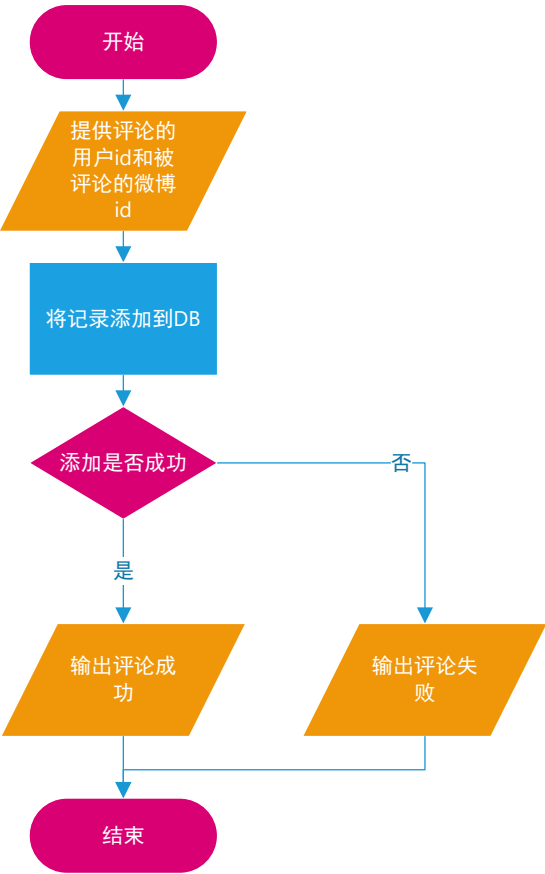 开始
提供评论的
用户id和被
评论的微博
id
将记录添加到DB
添加是否成功
否
是
输出评论成
功
输出评论失
败
结束